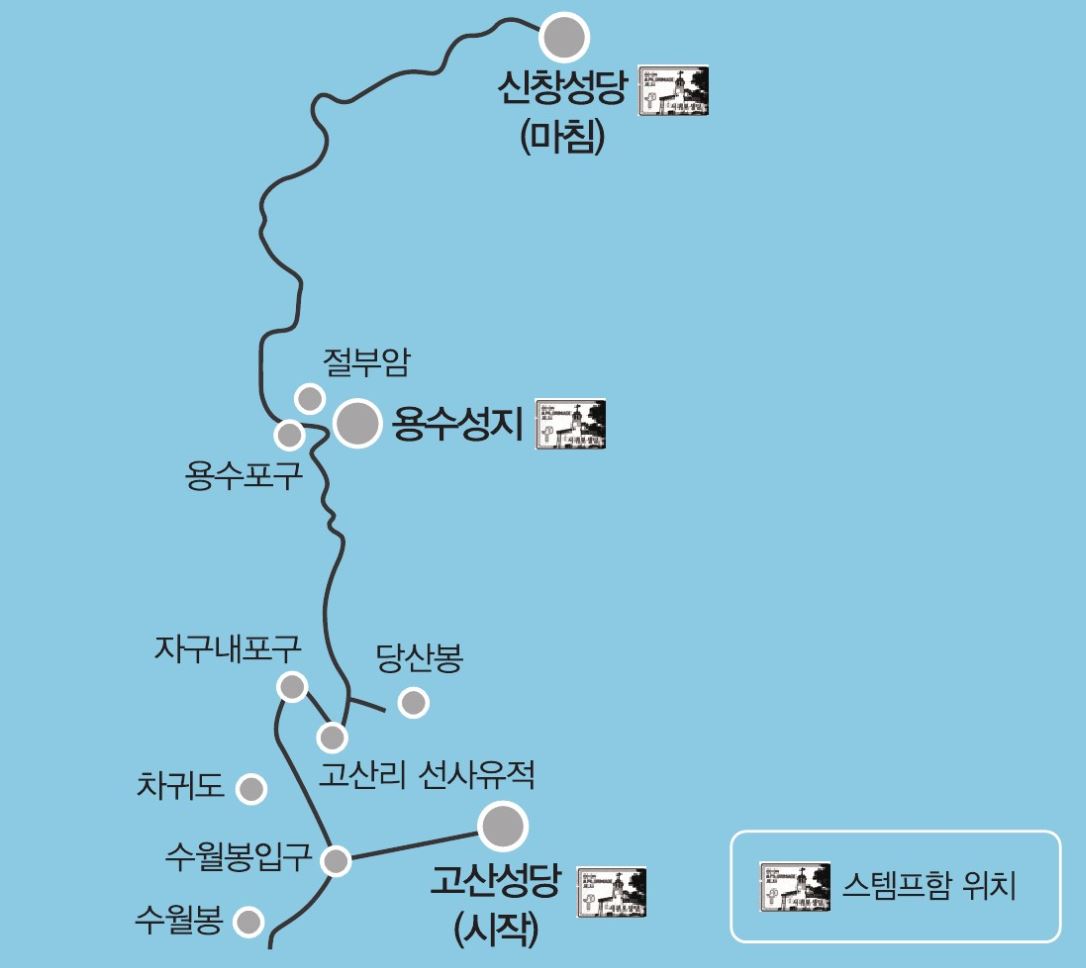 신창성당
(마침)
절부암
용수성지
용수포구
자구내포구
당산봉
고산리 선사유적
차귀도
수월봉입구
고산성당
(시작)
수월봉
스템프함 위치